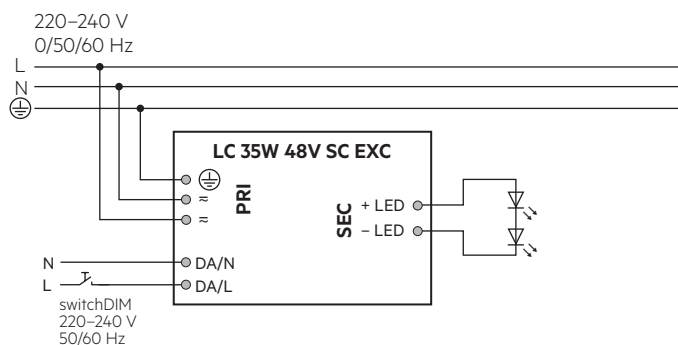 220–240 V
0/50/60 Hz
L
N
LC 35W 48V SC EXC
PRI
≂
≂
SEC
+ LED
– LED
N
DA/N
L
DA/L
switchDIM
220–240 V
50/60 Hz